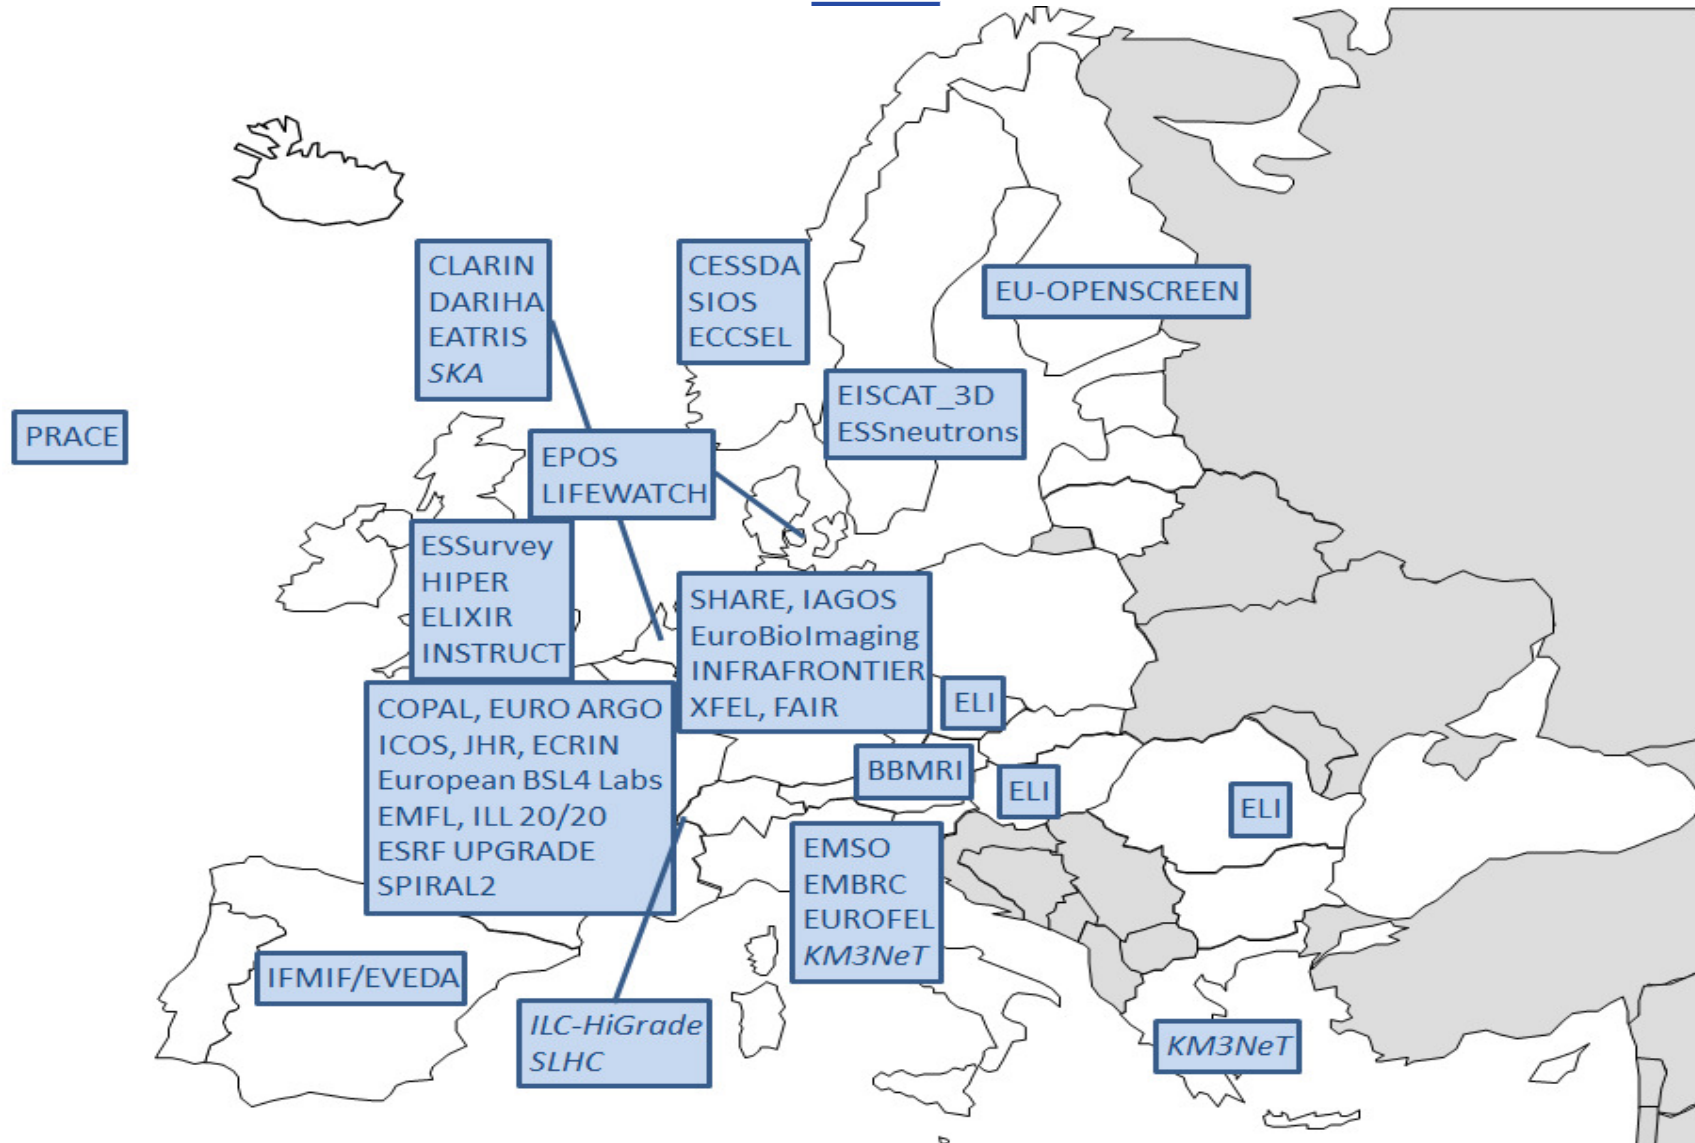 CLARIN
DARIHA
EATRIS
SKA
CESSDA
SIOS
ECCSEL
EU-OPENSCREEN
EISCAT_3D
ESSneutrons
PRACE
EPOS
LIFEWATCH
ESSurvey
HIPER
ELIXIR
INSTRUCT
SHARE, IAGOS
EuroBioImaging
INFRAFRONTIER
XFEL, FAIR
COPAL, EURO ARGO
ICOS, JHR, ECRIN
European BSL4 Labs
EMFL, ILL 20/20
ESRF UPGRADE
SPIRAL2
ELI
BBMRI
ELI
ELI
EMSO
EMBRC
EUROFEL
KM3NeT
IFMIF/EVEDA
ILC-HiGrade
SLHC
KM3NeT